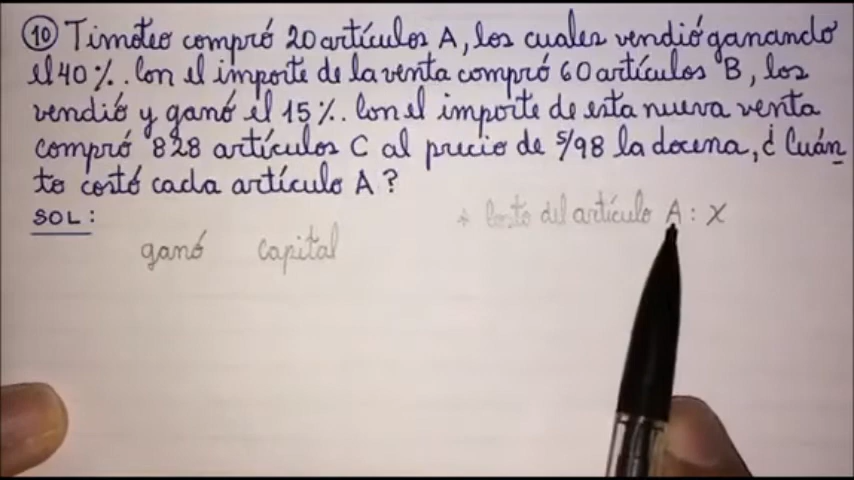 10 Timoteo compró 20 artículos A, los cuales vendió ganando
el 40%. Con el importe de la venta compró 60 artículos B, los
vendió y ganó el 15%. Con el importe de esta nueva venta
compró 828 artículos C al precio de s/98 la docena, ¿Cuán-
to costó cada artículo A?
SOL:
* Costo del artículo A: x
ganó capital